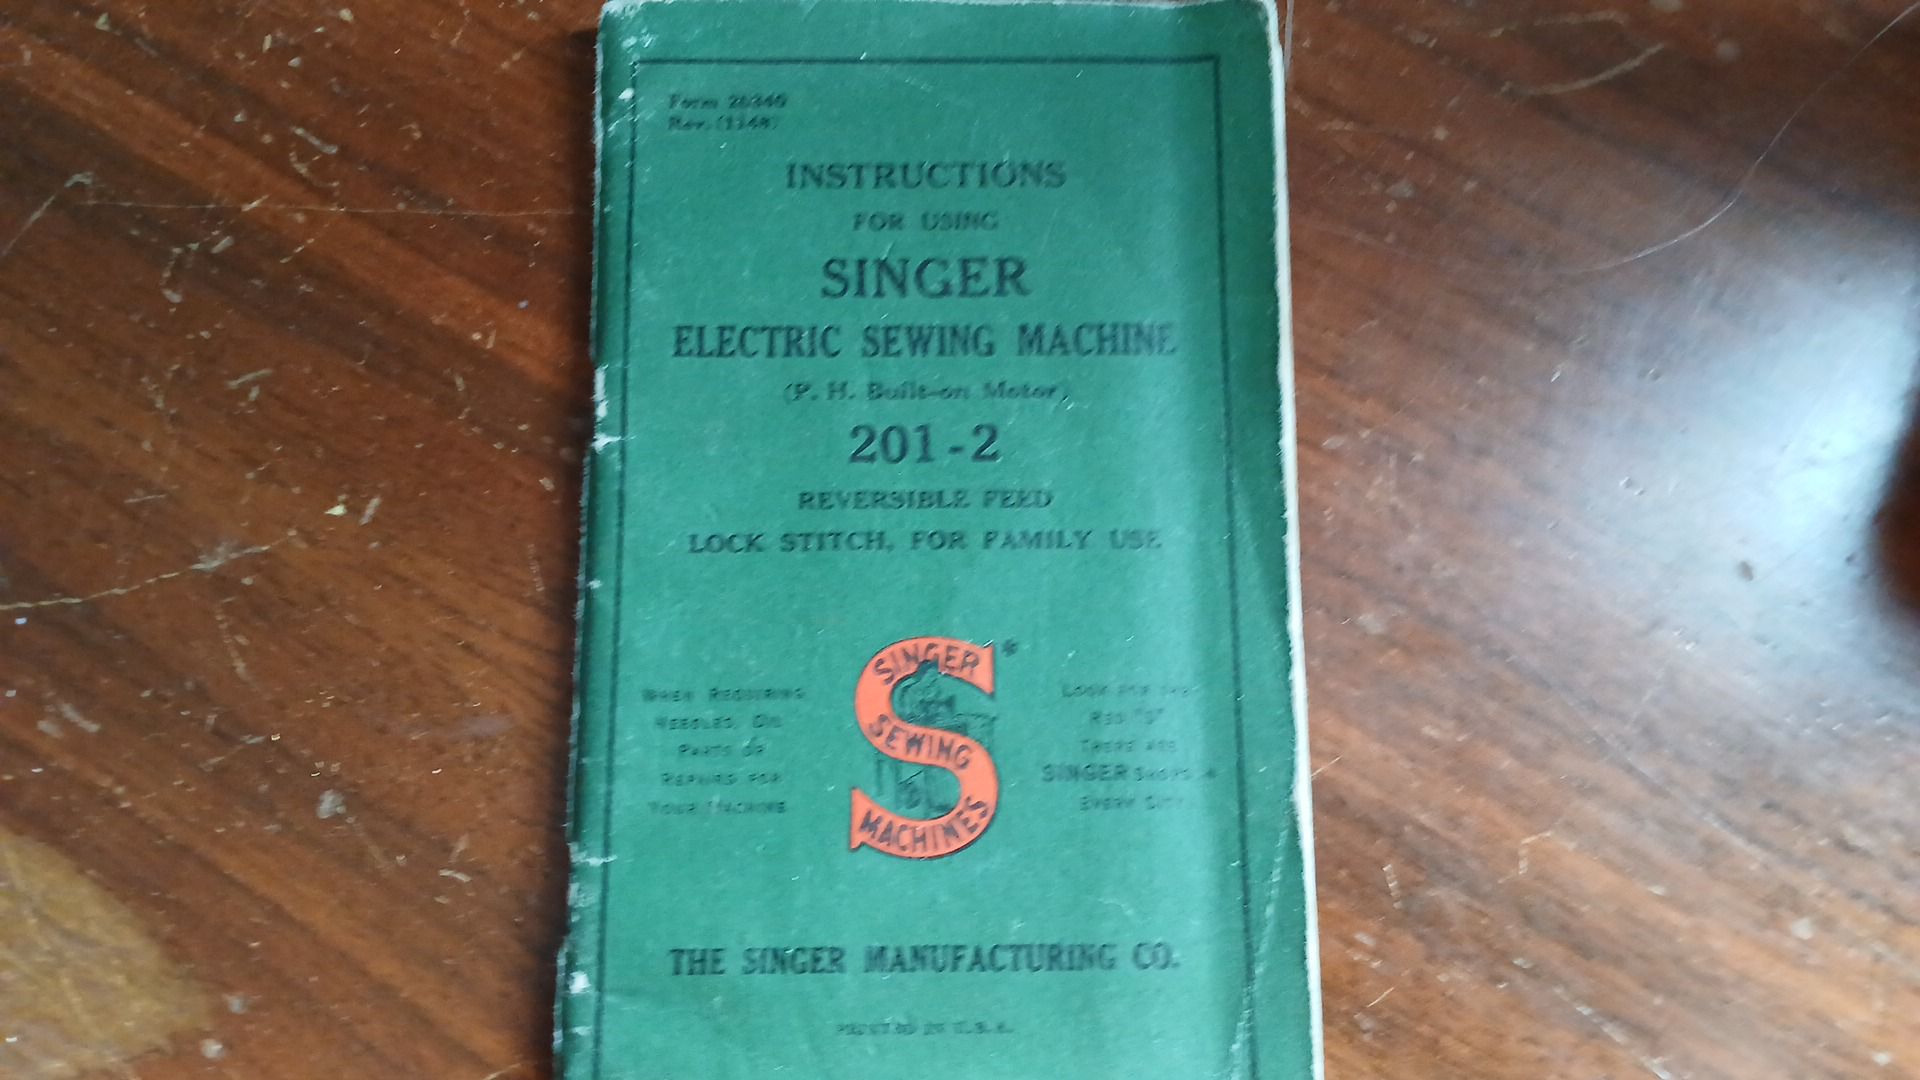 Form 20340
Rev. (1148)
INSTRUCTIONS
FOR USING
SINGER
ELECTRIC SEWING MACHINE
(P. H. Built-on Motor)
201-2
REVERSIBLE FEED
LOCK STITCH, FOR FAMILY USE
SINGER
SEWING
MACHINES
WHEN REQUIRING
NEEDLES, OIL
PARTS OR
REPAIRS FOR
YOUR MACHINE
LOOK FOR THE
RED "S"
THERE ARE
SINGER SHOPS
EVERY CITY
THE SINGER MANUFACTURING CO.
PRINTED IN U.S.A.